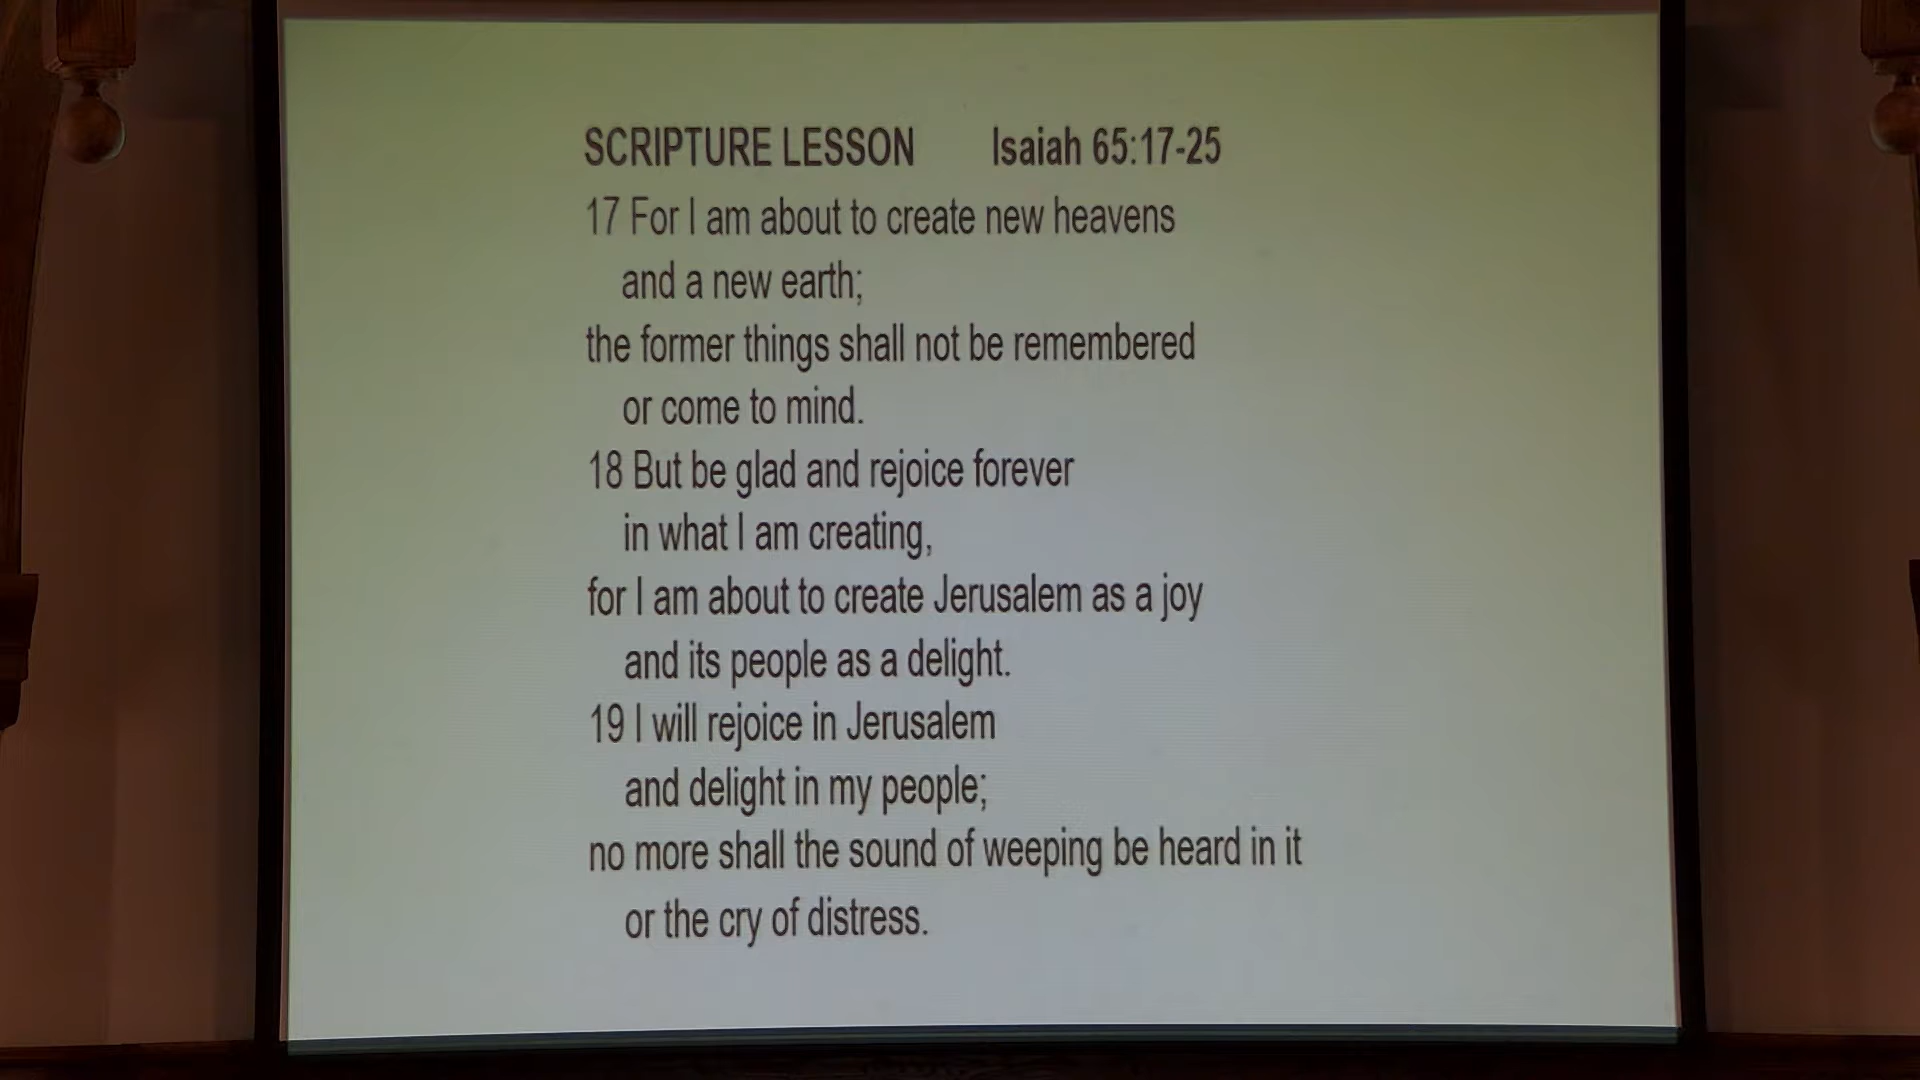 SCRIPTURE LESSON Isaiah 65:17-25
17 For I am about to create new heavens
and a new earth;
the former things shall not be remembered
or come to mind.
18 But be glad and rejoice forever
in what I am creating,
for I am about to create Jerusalem as a joy
and its people as a delight.
19 I will rejoice in Jerusalem
and delight in my people;
no more shall the sound of weeping be heard in it
or the cry of distress.